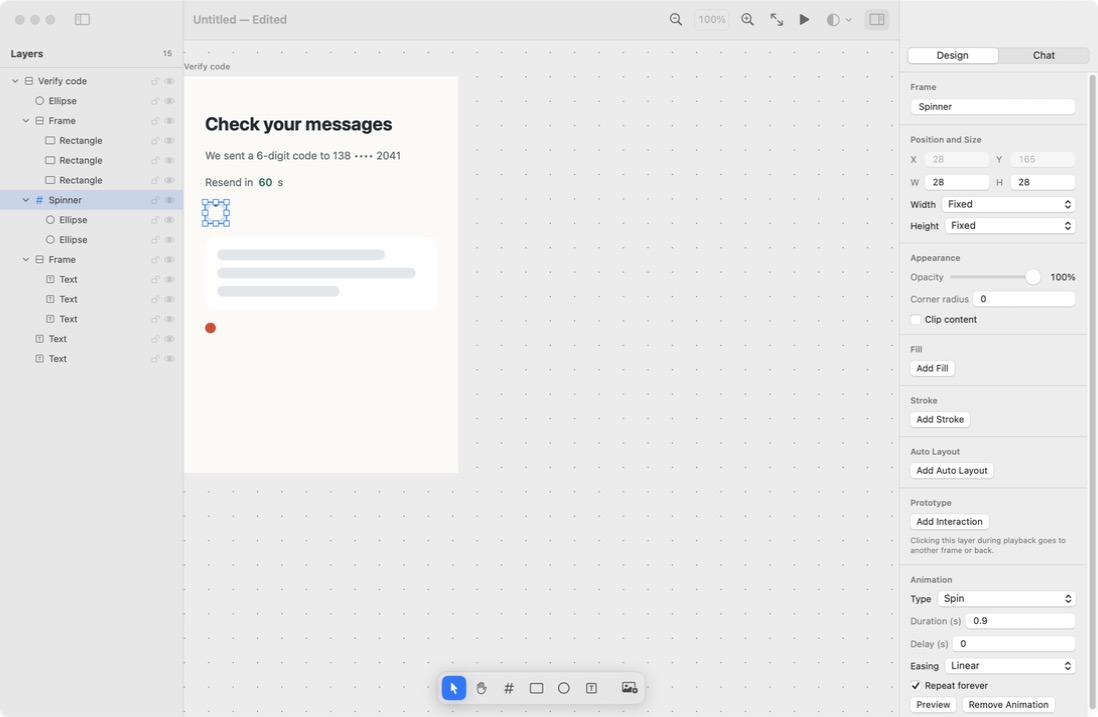 Untitled — Edited
100%
Layers
15
Verify code
Ellipse
Frame
Rectangle
Rectangle
Rectangle
Spinner
Ellipse
Ellipse
Frame
Text
Text
Text
Text
Text
Verify code
Check your messages
We sent a 6-digit code to 138 •••• 2041
Resend in 60 s
Design
Chat
Frame
Spinner
Position and Size
X 28 Y 165
W 28 H 28
Width Fixed
Height Fixed
Appearance
Opacity 100%
Corner radius 0
Clip content
Fill
Add Fill
Stroke
Add Stroke
Auto Layout
Add Auto Layout
Prototype
Add Interaction
Clicking this layer during playback goes to
another frame or back.
Animation
Type Spin
Duration (s) 0.9
Delay (s) 0
Easing Linear
Repeat forever
Preview Remove Animation